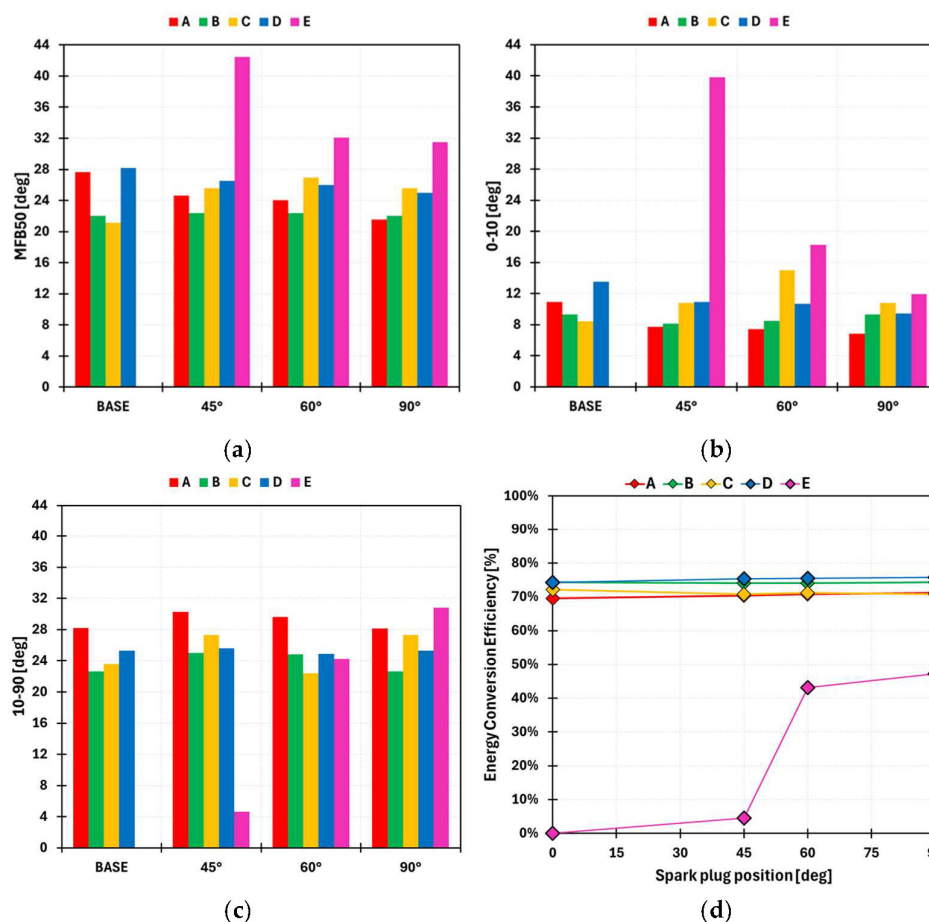 A B C D E
MFB50 [deg]
44
40
36
32
28
24
20
16
12
8
4
0
BASE 45° 60° 90°
(a)
A B C D E
0-10 [deg]
44
40
36
32
28
24
20
16
12
8
4
0
BASE 45° 60° 90°
(b)
A B C D E
10-90 [deg]
44
40
36
32
28
24
20
16
12
8
4
0
BASE 45° 60° 90°
(c)
A B C D E
Energy Conversion Efficiency [%]
100%
90%
80%
70%
60%
50%
40%
30%
20%
10%
0%
0 15 30 45 60 75 9
Spark plug position [deg]
(d)